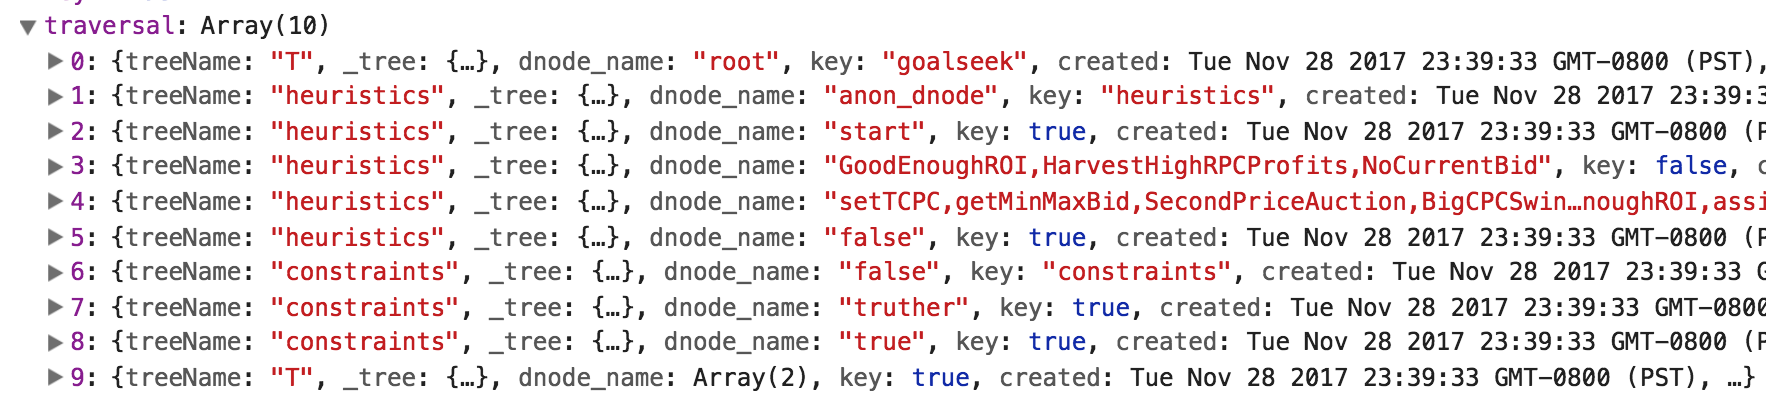 traversal: Array(10)
0: {treeName: "T", _tree: {…}, dnode_name: "root", key: "goalseek", created: Tue Nov 28 2017 23:39:33 GMT-0800 (PST),
1: {treeName: "heuristics", _tree: {…}, dnode_name: "anon_dnode", key: "heuristics", created: Tue Nov 28 2017 23:39:3
2: {treeName: "heuristics", _tree: {…}, dnode_name: "start", key: true, created: Tue Nov 28 2017 23:39:33 GMT-0800 (P
3: {treeName: "heuristics", _tree: {…}, dnode_name: "GoodEnoughROI,HarvestHighRPCProfits,NoCurrentBid", key: false, c
4: {treeName: "heuristics", _tree: {…}, dnode_name: "setTCPC,getMinMaxBid,SecondPriceAuction,BigCPCSwin…noughROI,assi
5: {treeName: "heuristics", _tree: {…}, dnode_name: "false", key: true, created: Tue Nov 28 2017 23:39:33 GMT-0800 (P
6: {treeName: "constraints", _tree: {…}, dnode_name: "false", key: "constraints", created: Tue Nov 28 2017 23:39:33 G
7: {treeName: "constraints", _tree: {…}, dnode_name: "truther", key: true, created: Tue Nov 28 2017 23:39:33 GMT-0800
8: {treeName: "constraints", _tree: {…}, dnode_name: "true", key: true, created: Tue Nov 28 2017 23:39:33 GMT-0800 (P
9: {treeName: "T", _tree: {…}, dnode_name: Array(2), key: true, created: Tue Nov 28 2017 23:39:33 GMT-0800 (PST), …}